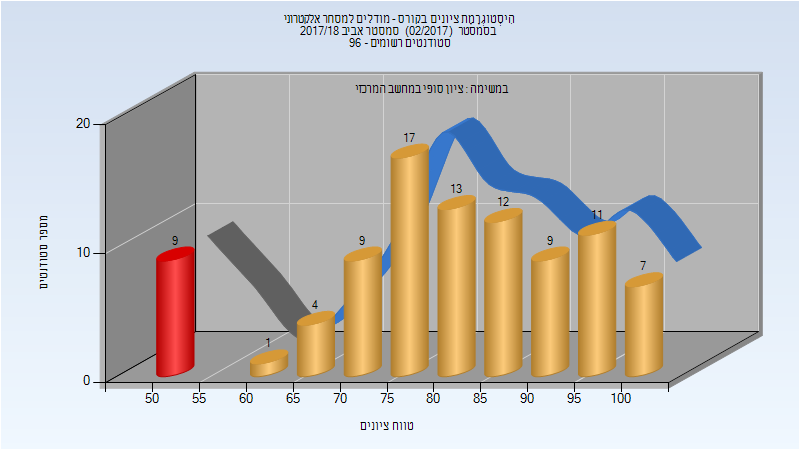 היסטוגרמת ציונים בקורס - מודלים למסחר אלקטרוני
בסמסטר (02/2017) סמסטר אביב 2017/18
סטודנטים רשומים - 96
במשימה : ציון סופי במחשב המרכזי
מספר סטודנטים
20
10
0
9
1
4
9
17
13
12
9
11
7
50 55 60 65 70 75 80 85 90 95 100
טווח ציונים